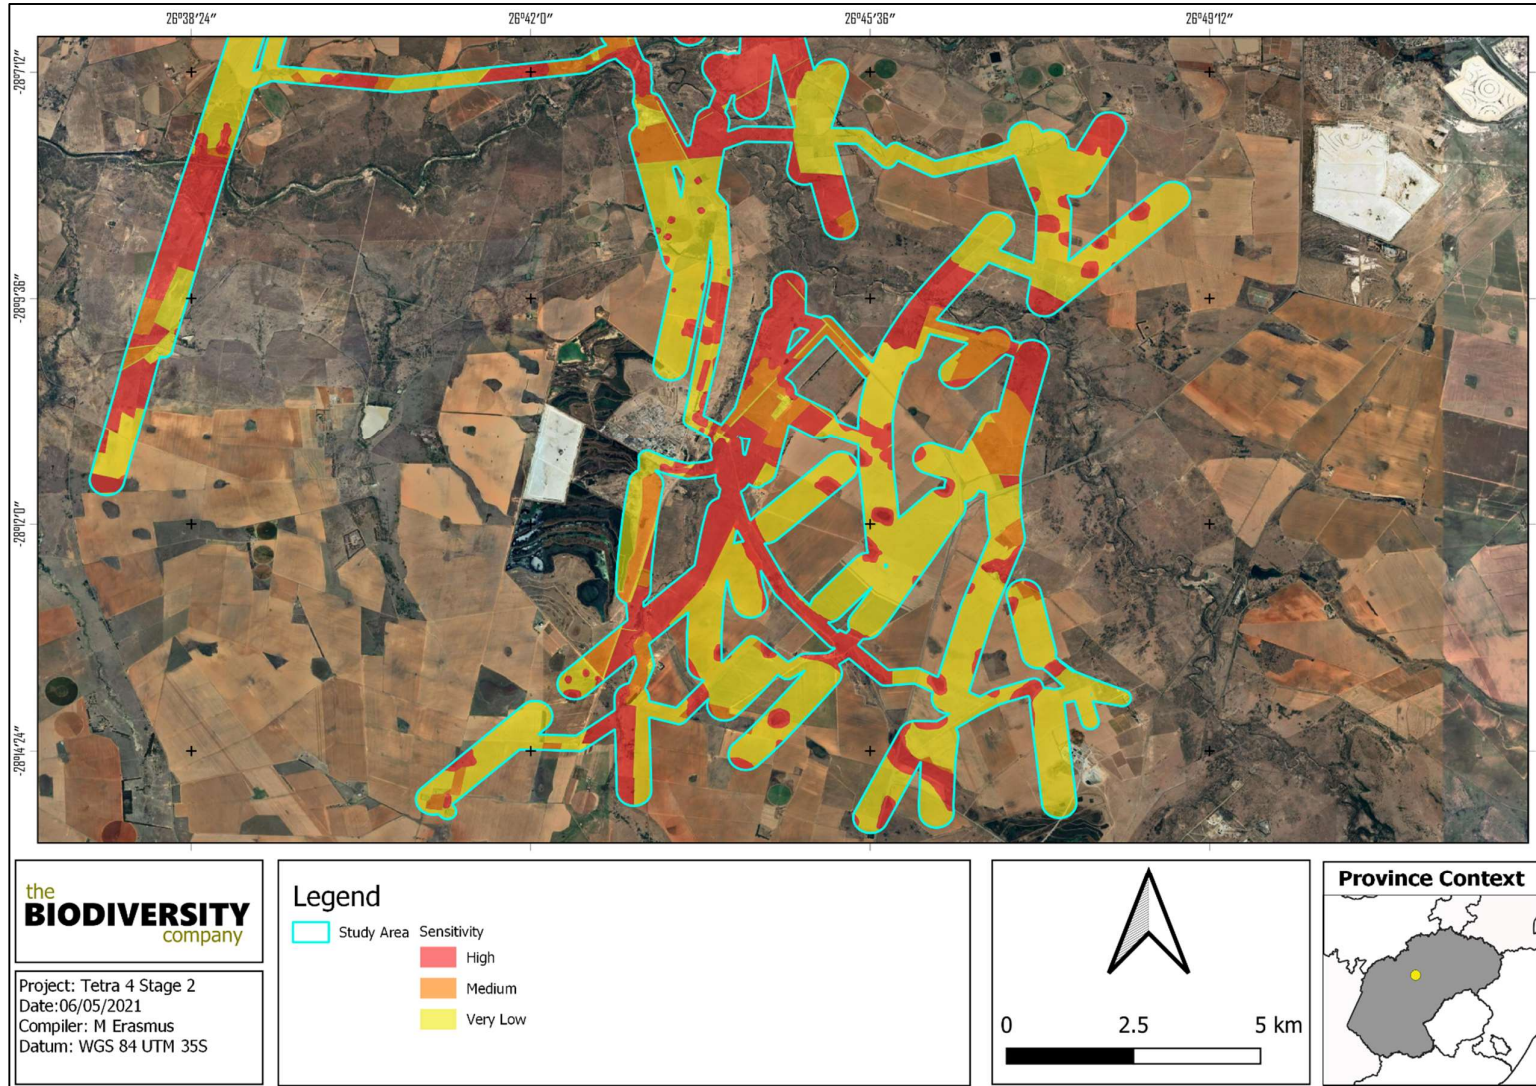 26°38'24" 26°42'0" 26°45'36" 26°49'12"
-28°7'12"
-28°9'36"
-28°12'0"
-28°14'24"
the
BIODIVERSITY
company
Project: Tetra 4 Stage 2
Date:06/05/2021
Compiler: M Erasmus
Datum: WGS 84 UTM 35S
Legend
Study Area
Sensitivity
High
Medium
Very Low
0 2.5 5 km
Province Context